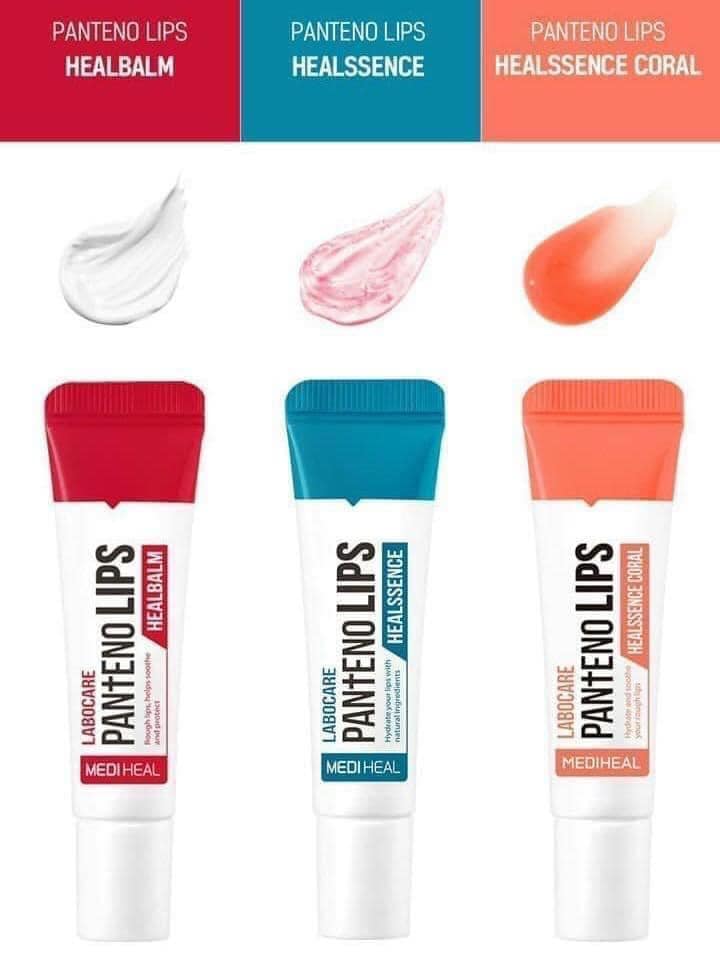 PANTENO LIPS
HEALBALM
PANTENO LIPS
HEALSSENCE
PANTENO LIPS
HEALSSENCE CORAL
LABOCARE
PANTENO LIPS
HEALBALM
Rough lips, helps soothe
and protect
MEDIHEAL
LABOCARE
PANTENO LIPS
HEALSSENCE
Hydrate your lips with
natural ingredients
MEDIHEAL
LABOCARE
PANTENO LIPS
HEALSSENCE CORAL
Hydrate and soothe
your rough lips
MEDIHEAL